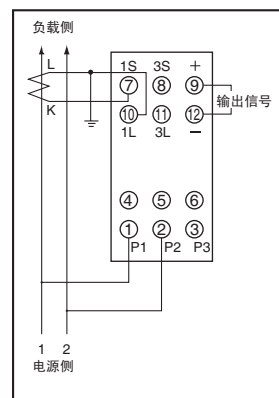 负载侧
L
K
1S 3S +
⑦ ⑧ ⑨
⑩ ⑪ ⑫
1L 3L −
输出信号
④ ⑤ ⑥
① ② ③
P1 P2 P3
1 2
电源侧